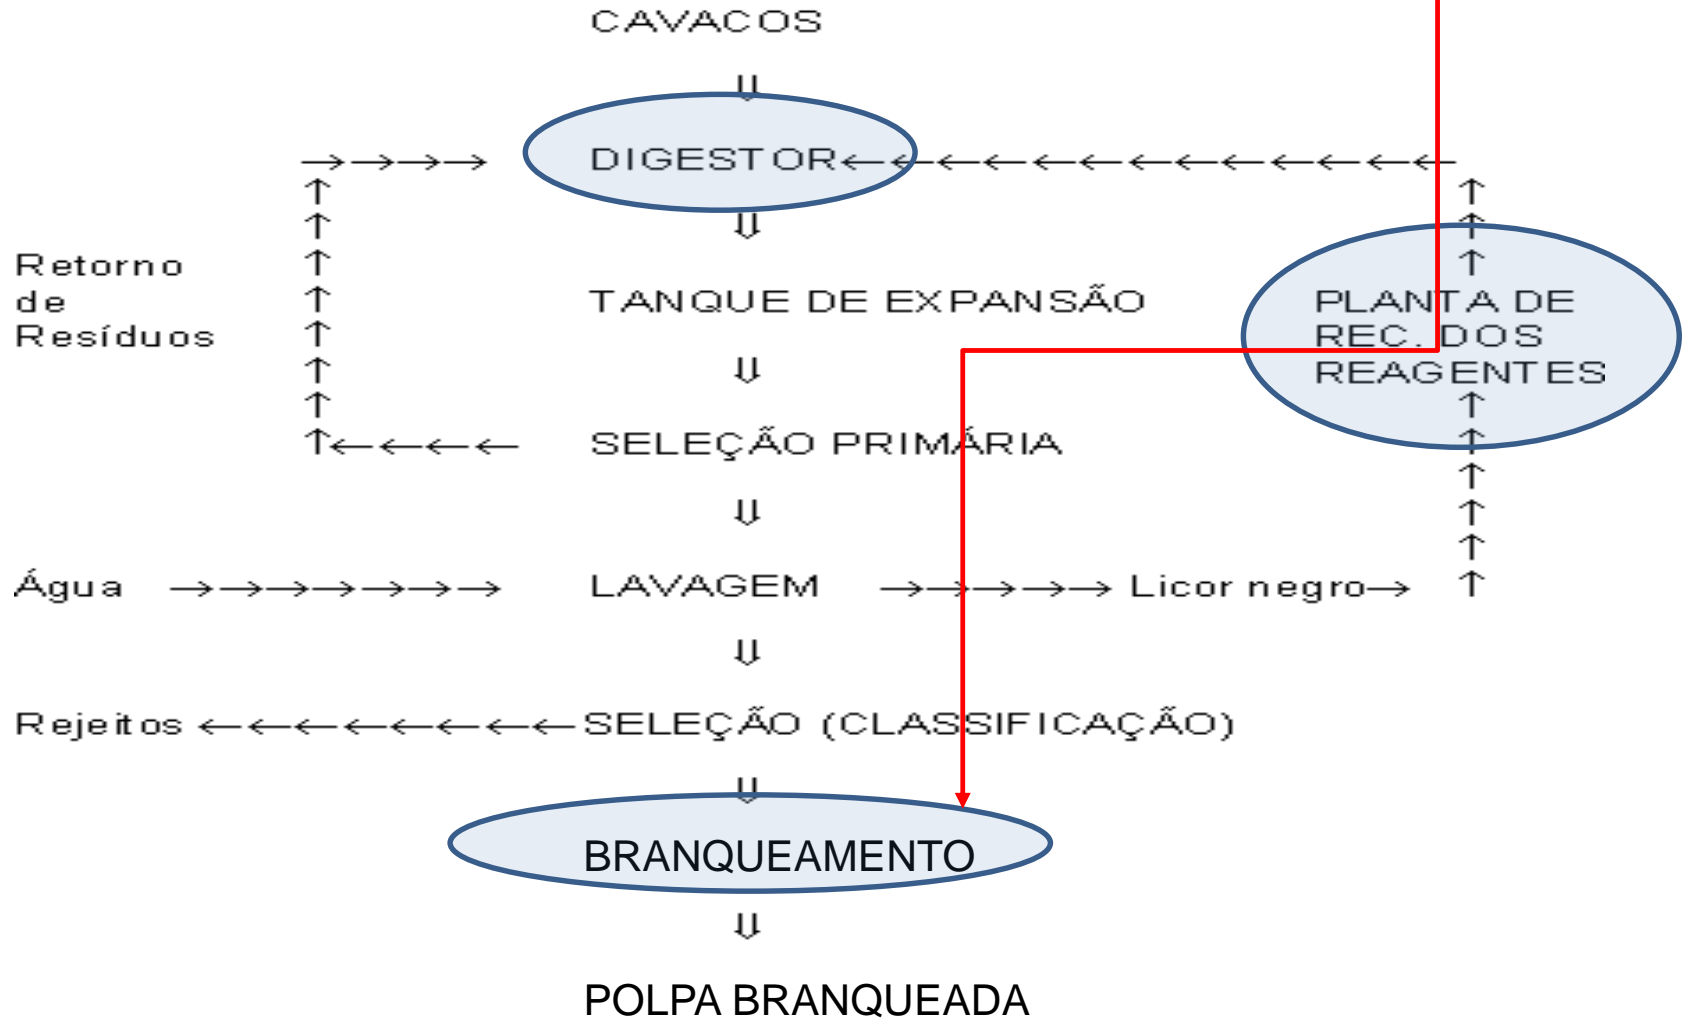 CAVACOS
DIGESTOR
Retorno
de
Resíduos
TANQUE DE EXPANSÃO
PLANTA DE
REC. DOS
REAGENTES
SELEÇÃO PRIMÁRIA
Água
LAVAGEM
Licor negro
Rejeitos
SELEÇÃO (CLASSIFICAÇÃO)
BRANQUEAMENTO
POLPA BRANQUEADA